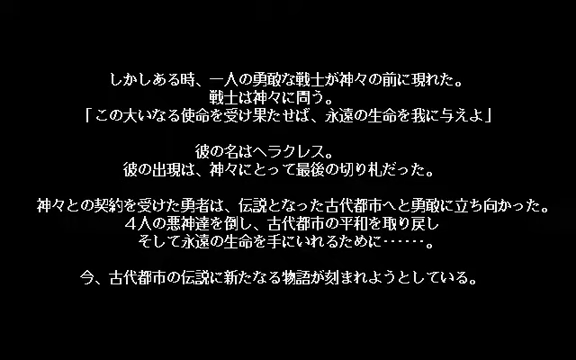 しかしある時、一人の勇敢な戦士が神々の前に現れた。
戦士は神々に問う。
「この大いなる使命を受け果たせば、永遠の生命を我に与えよ」
彼の名はヘラクレス。
彼の出現は、神々にとって最後の切り札だった。
神々との契約を受けた勇者は、伝説となった古代都市へと勇敢に立ち向かった。
4人の悪神達を倒し、古代都市の平和を取り戻し
そして永遠の生命を手にいれるために‥‥‥。
今、古代都市の伝説に新たなる物語が刻まれようとしている。